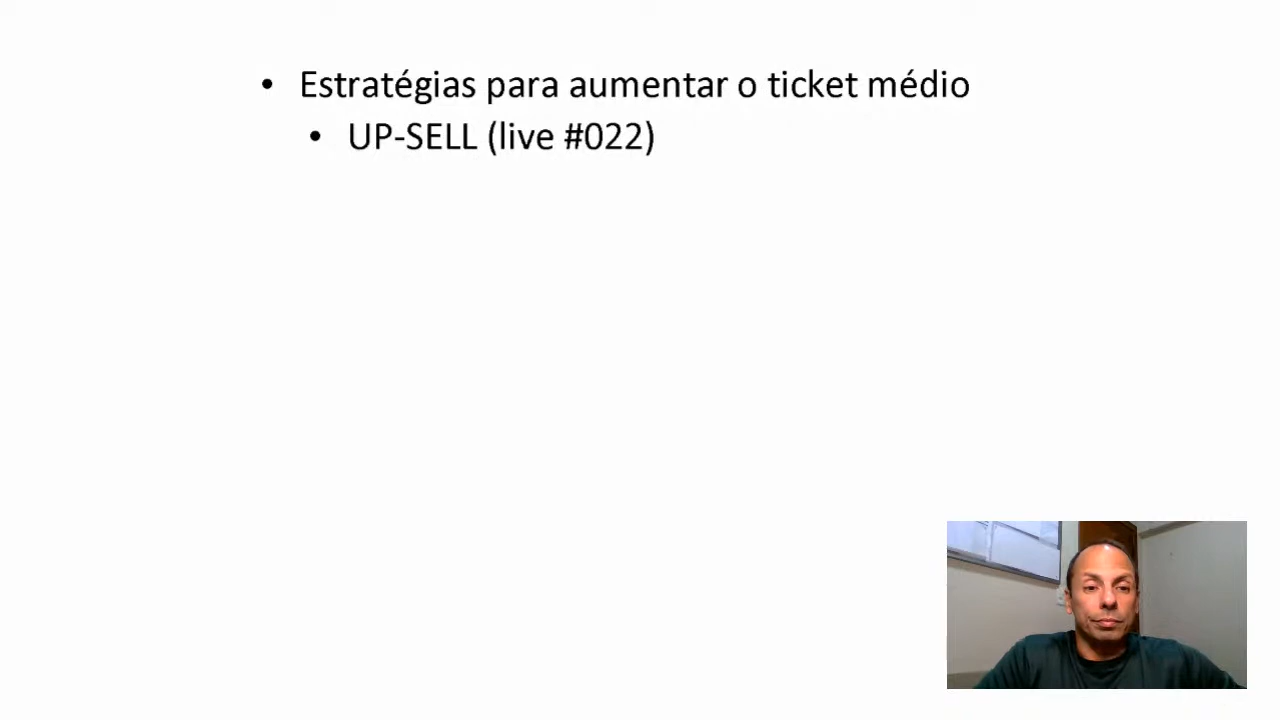 • Estratégias para aumentar o ticket médio
• UP-SELL (live #022)